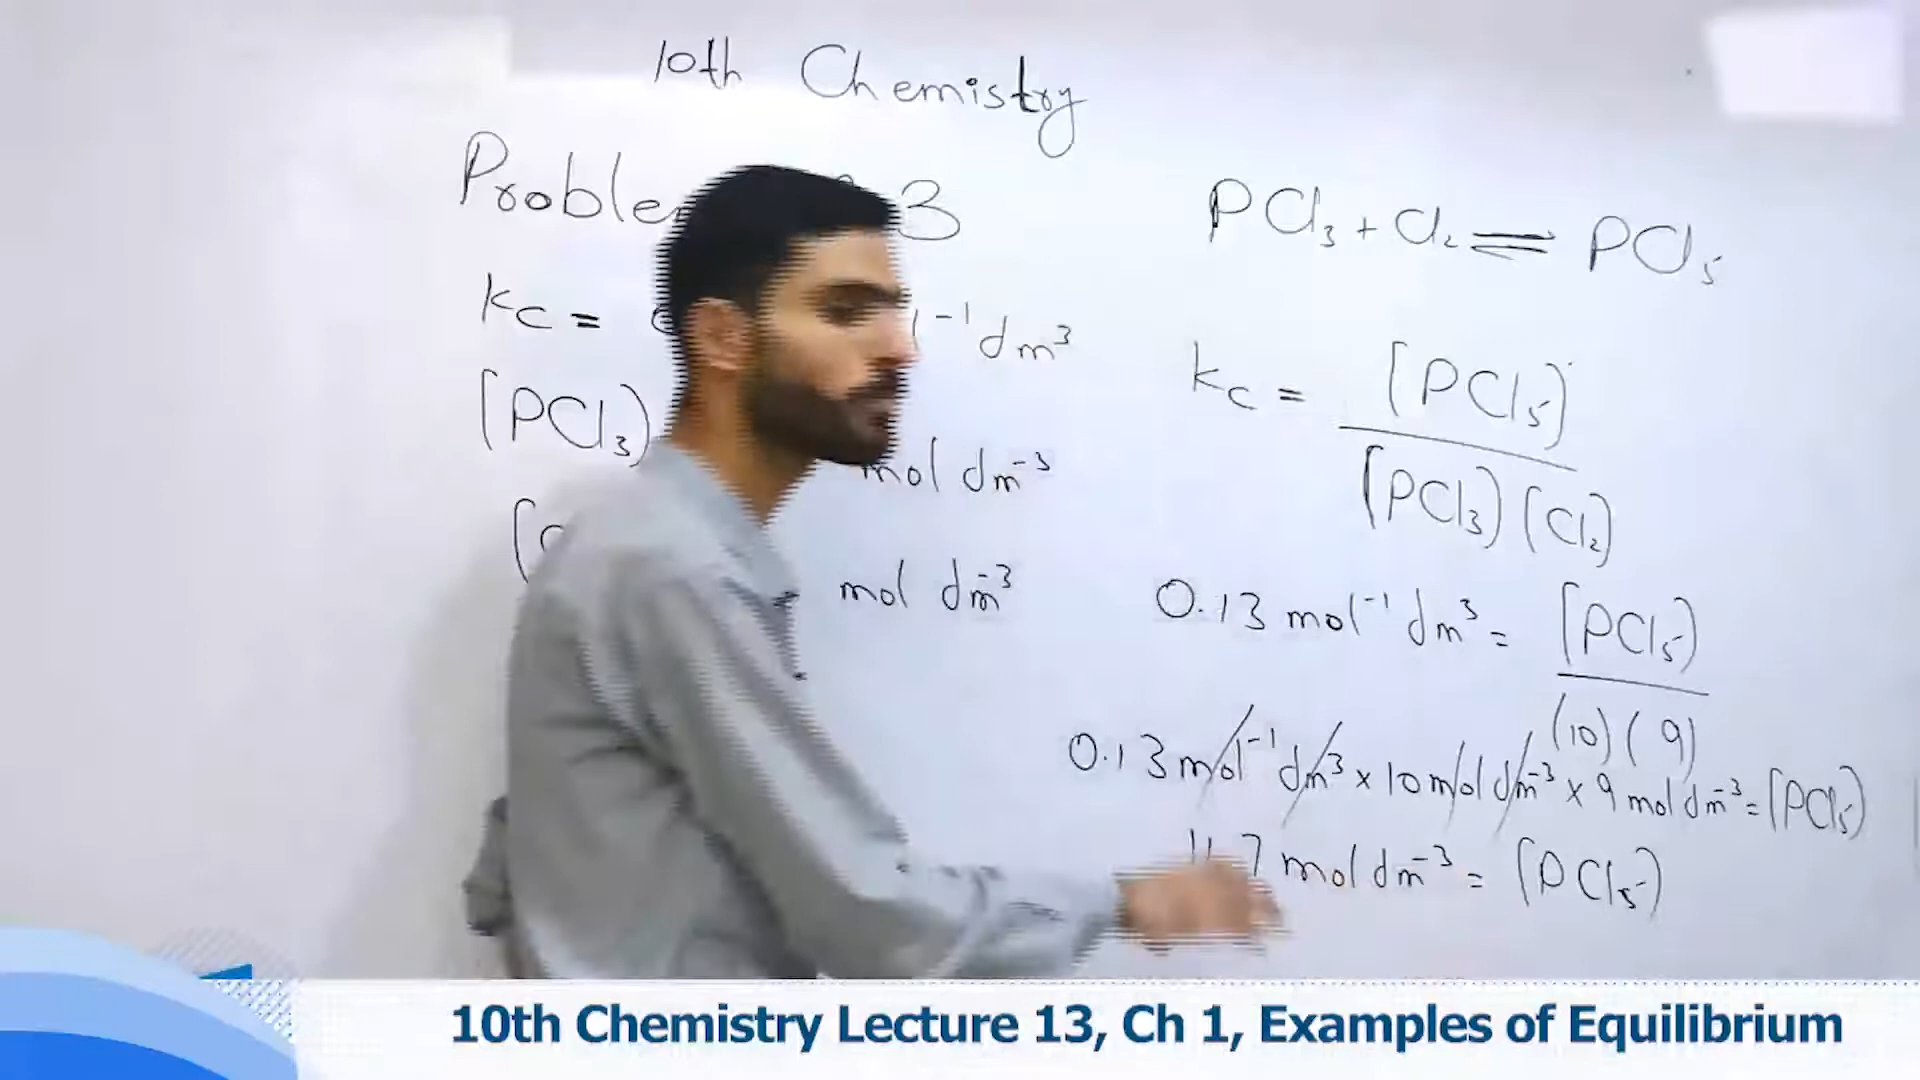 10th Chemistry
3
Kc = l⁻¹ dm³
[PCl₃] mol dm⁻³
mol dm⁻³
PCl₃ + Cl₂ ⇌ PCl₅
Kc = [PCl₅]
[PCl₃] [Cl₂]
0.13 mol⁻¹ dm³ = [PCl₅]
(10) (9)
0.13 mol⁻¹ dm³ × 10 mol dm⁻³ × 9 mol dm⁻³ = [PCl₅]
mol dm⁻³ = [PCl₅]
10th Chemistry Lecture 13, Ch 1, Examples of Equilibrium